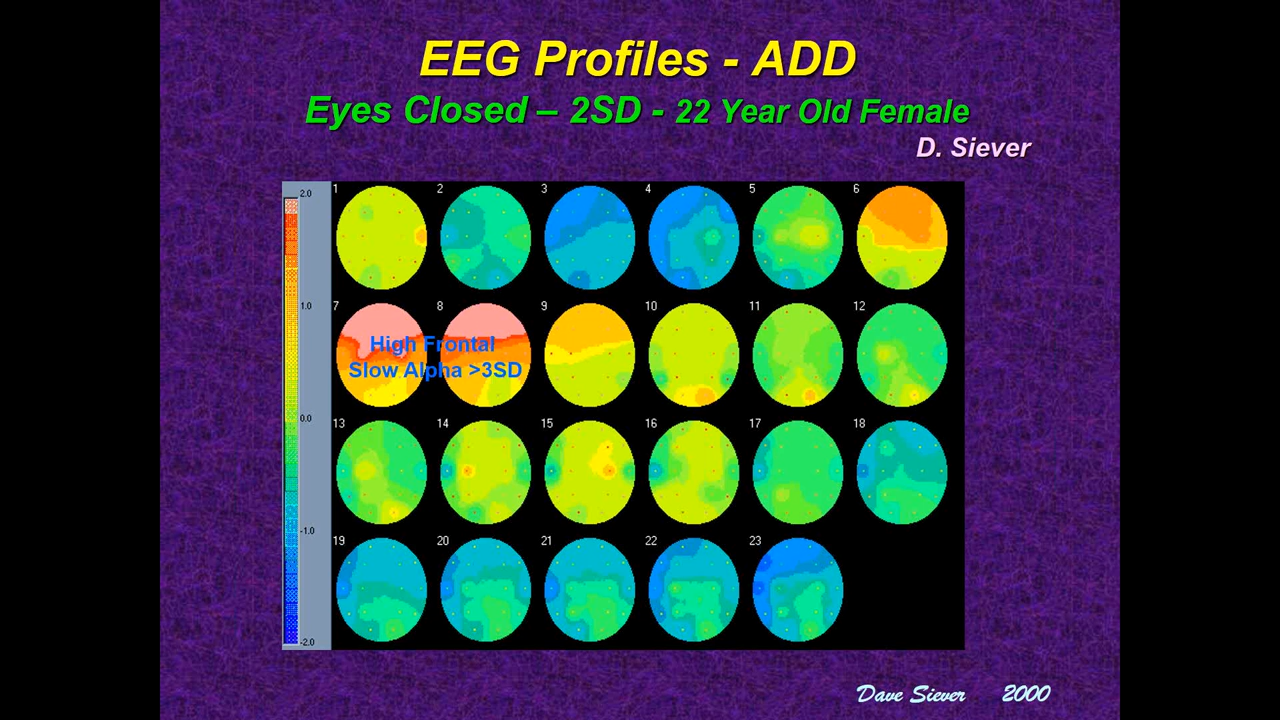 EEG Profiles - ADD
Eyes Closed – 2SD - 22 Year Old Female
D. Siever
2.0
1.0
0.0
-1.0
-2.0
1 2 3 4 5 6
7 8 9 10 11 12
High Frontal
Slow Alpha >3SD
13 14 15 16 17 18
19 20 21 22 23
Dave Siever 2000